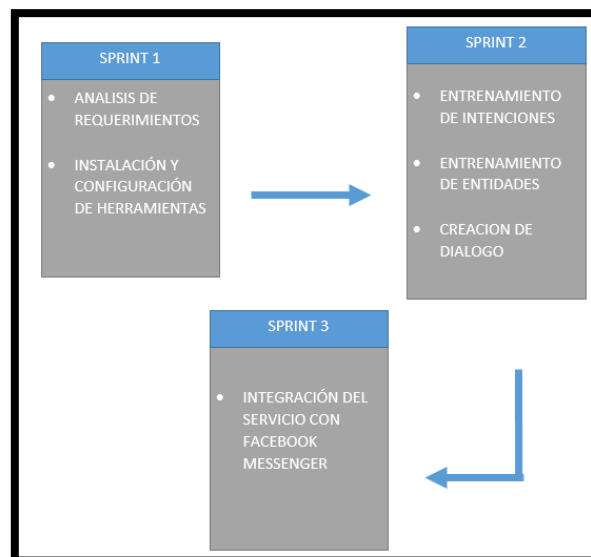 SPRINT 1
• ANALISIS DE
REQUERIMIENTOS
• INSTALACIÓN Y
CONFIGURACIÓN
DE HERRAMIENTAS
SPRINT 2
• ENTRENAMIENTO
DE INTENCIONES
• ENTRENAMIENTO
DE ENTIDADES
• CREACION DE
DIALOGO
SPRINT 3
• INTEGRACIÓN DEL
SERVICIO CON
FACEBOOK
MESSENGER